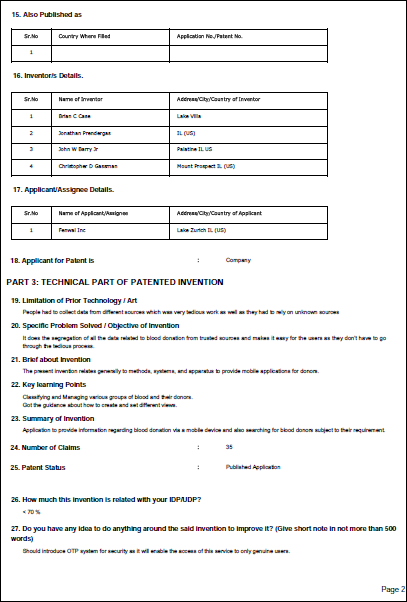 15. Also Published as
Sr.No Country Where Filled Application No./Patent No.
1
16. Inventor/s Details.
Sr.No Name of Inventor Address/City/Country of Inventor
1 Brian C Case Lake Villa
2 Jonathan Prendergas IL (US)
3 John W Barry Jr Palatine IL US
4 Christopher D Gassman Mount Prospect IL (US)
17. Applicant/Assignee Details.
Sr.No Name of Applicant/Assignee Address/City/Country of Applicant
1 Fenwal Inc Lake Zurich IL (US)
18. Applicant for Patent is : Company
PART 3: TECHNICAL PART OF PATENTED INVENTION
19. Limitation of Prior Technology / Art
People had to collect data from different sources which was very tedious work as well as they had to rely on unknown sources
20. Specific Problem Solved / Objective of Invention
It does the segregation of all the data related to blood donation from trusted sources and makes it easy for the users as they don't have to go
through the tedious process.
21. Brief about Invention
The present invention relates generally to methods, systems, and apparatus to provide mobile applications for donors.
22. Key learning Points
Classifying and Managing various groups of blood and their donors.
Got the guidance about how to create and set different views.
23. Summary of Invention
Application to provide information regarding blood donation via a mobile device and also searching for blood donors subject to their requirement.
24. Number of Claims : 35
25. Patent Status : Published Application
26. How much this invention is related with your IDP/UDP?
< 70 %
27. Do you have any idea to do anything around the said invention to improve it? (Give short note in not more than 500
words)
Should introduce OTP system for security as it will enable the access of this service to only genuine users.
Page 2